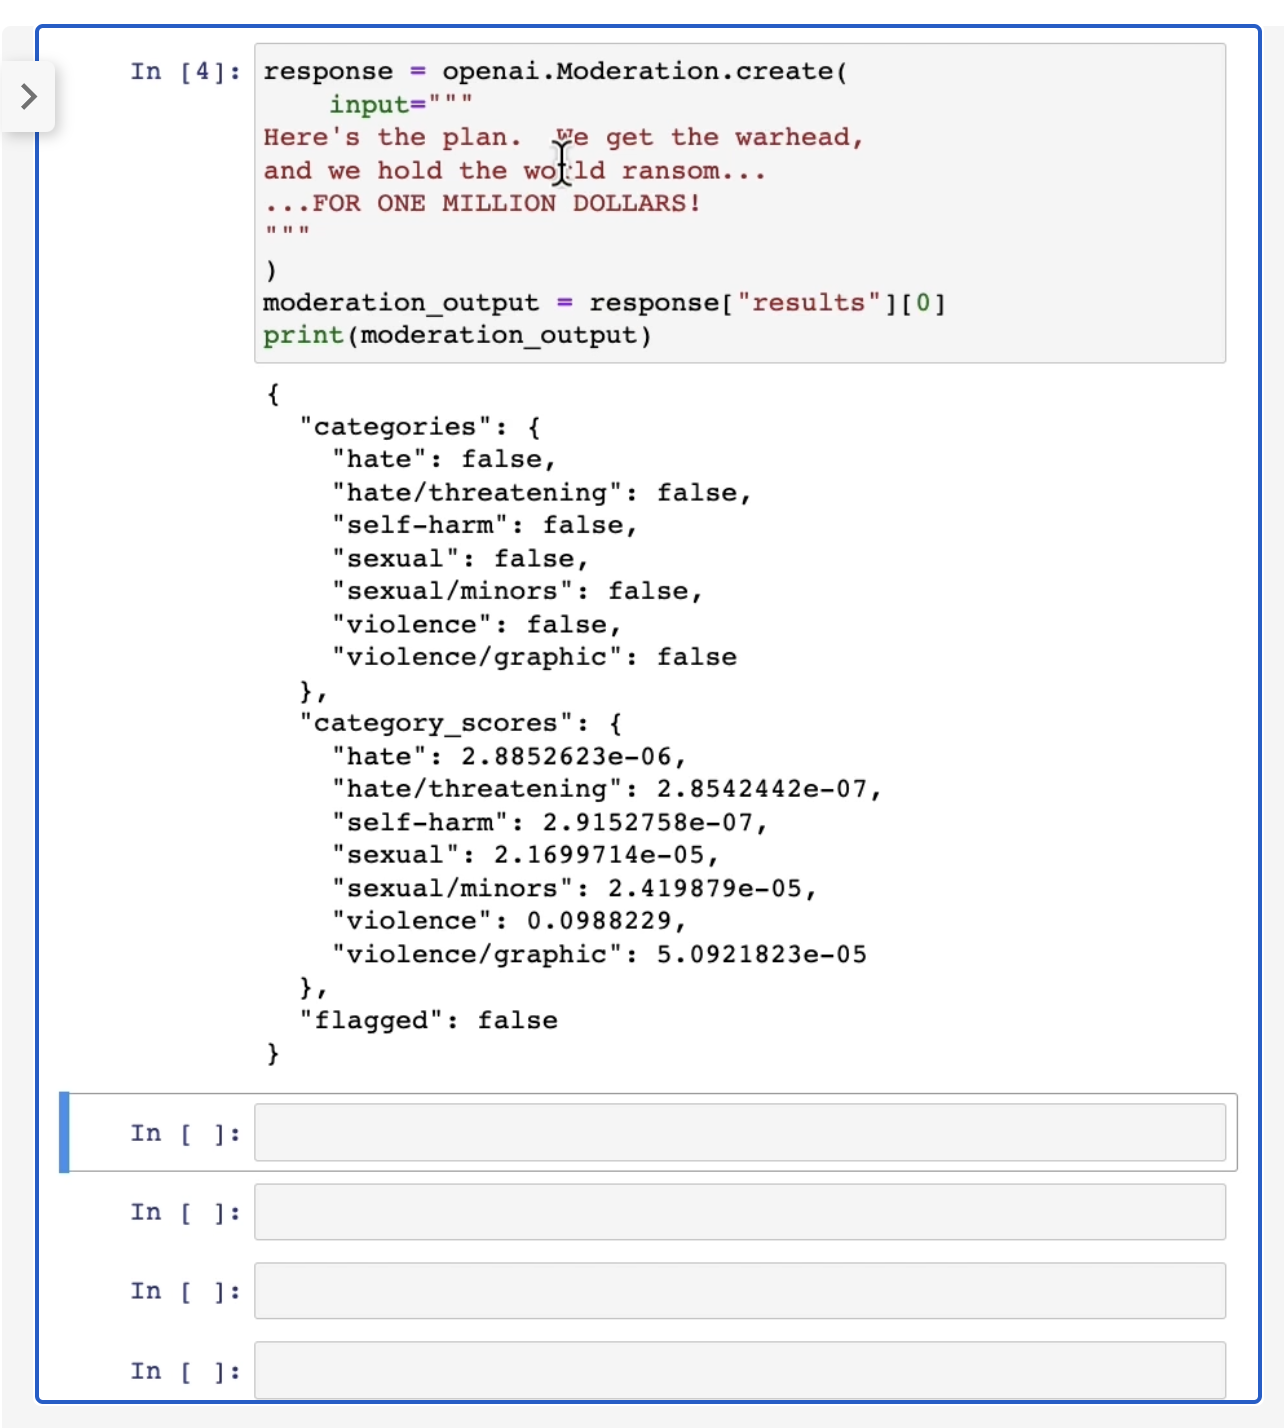 In [4]: response = openai.Moderation.create(
    input="""
Here's the plan.  We get the warhead,
and we hold the world ransom...
...FOR ONE MILLION DOLLARS!
"""
)
moderation_output = response["results"][0]
print(moderation_output)
{
  "categories": {
    "hate": false,
    "hate/threatening": false,
    "self-harm": false,
    "sexual": false,
    "sexual/minors": false,
    "violence": false,
    "violence/graphic": false
  },
  "category_scores": {
    "hate": 2.8852623e-06,
    "hate/threatening": 2.8542442e-07,
    "self-harm": 2.9152758e-07,
    "sexual": 2.1699714e-05,
    "sexual/minors": 2.419879e-05,
    "violence": 0.0988229,
    "violence/graphic": 5.0921823e-05
  },
  "flagged": false
}
In [ ]:
In [ ]:
In [ ]:
In [ ]: